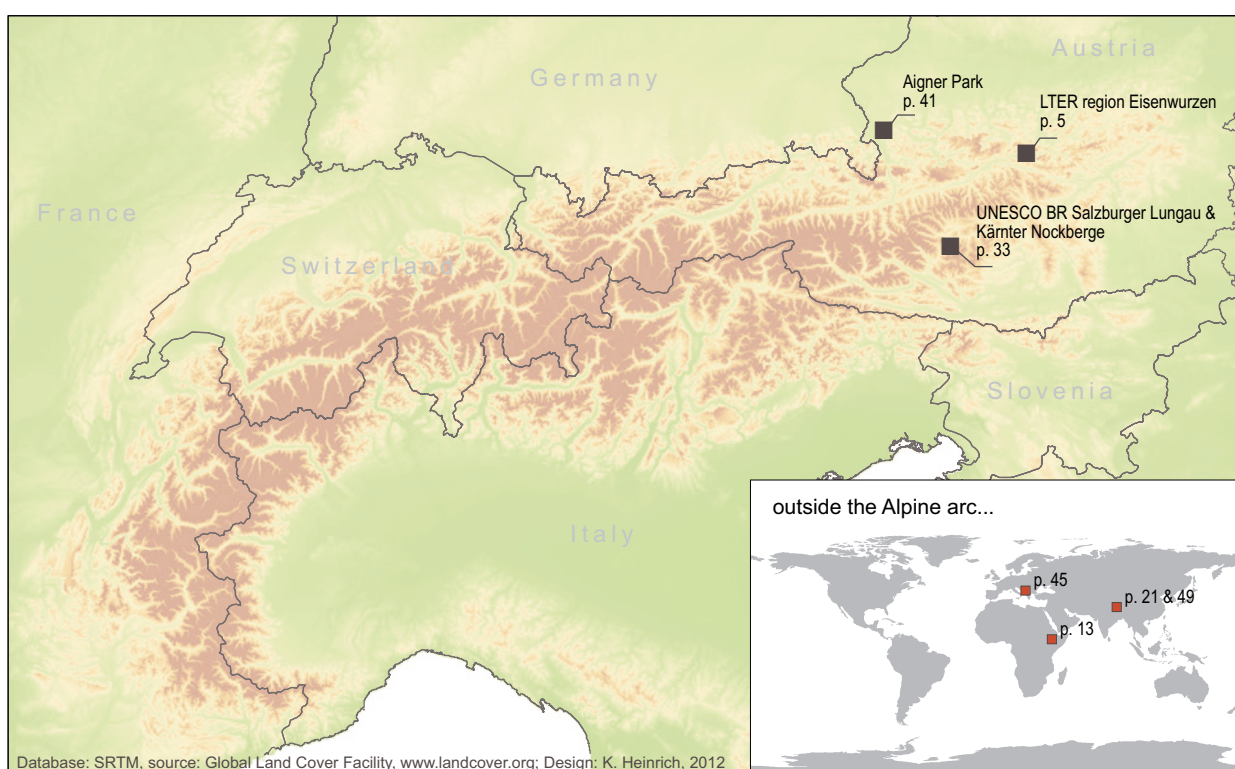 Germany
Austria
Aigner Park
p. 41
LTER region Eisenwurzen
p. 5
France
UNESCO BR Salzburger Lungau &
Kärnter Nockberge
p. 33
Switzerland
Slovenia
Italy
outside the Alpine arc...
p. 45
p. 21 & 49
p. 13
Database: SRTM, source: Global Land Cover Facility, www.landcover.org; Design: K. Heinrich, 2012